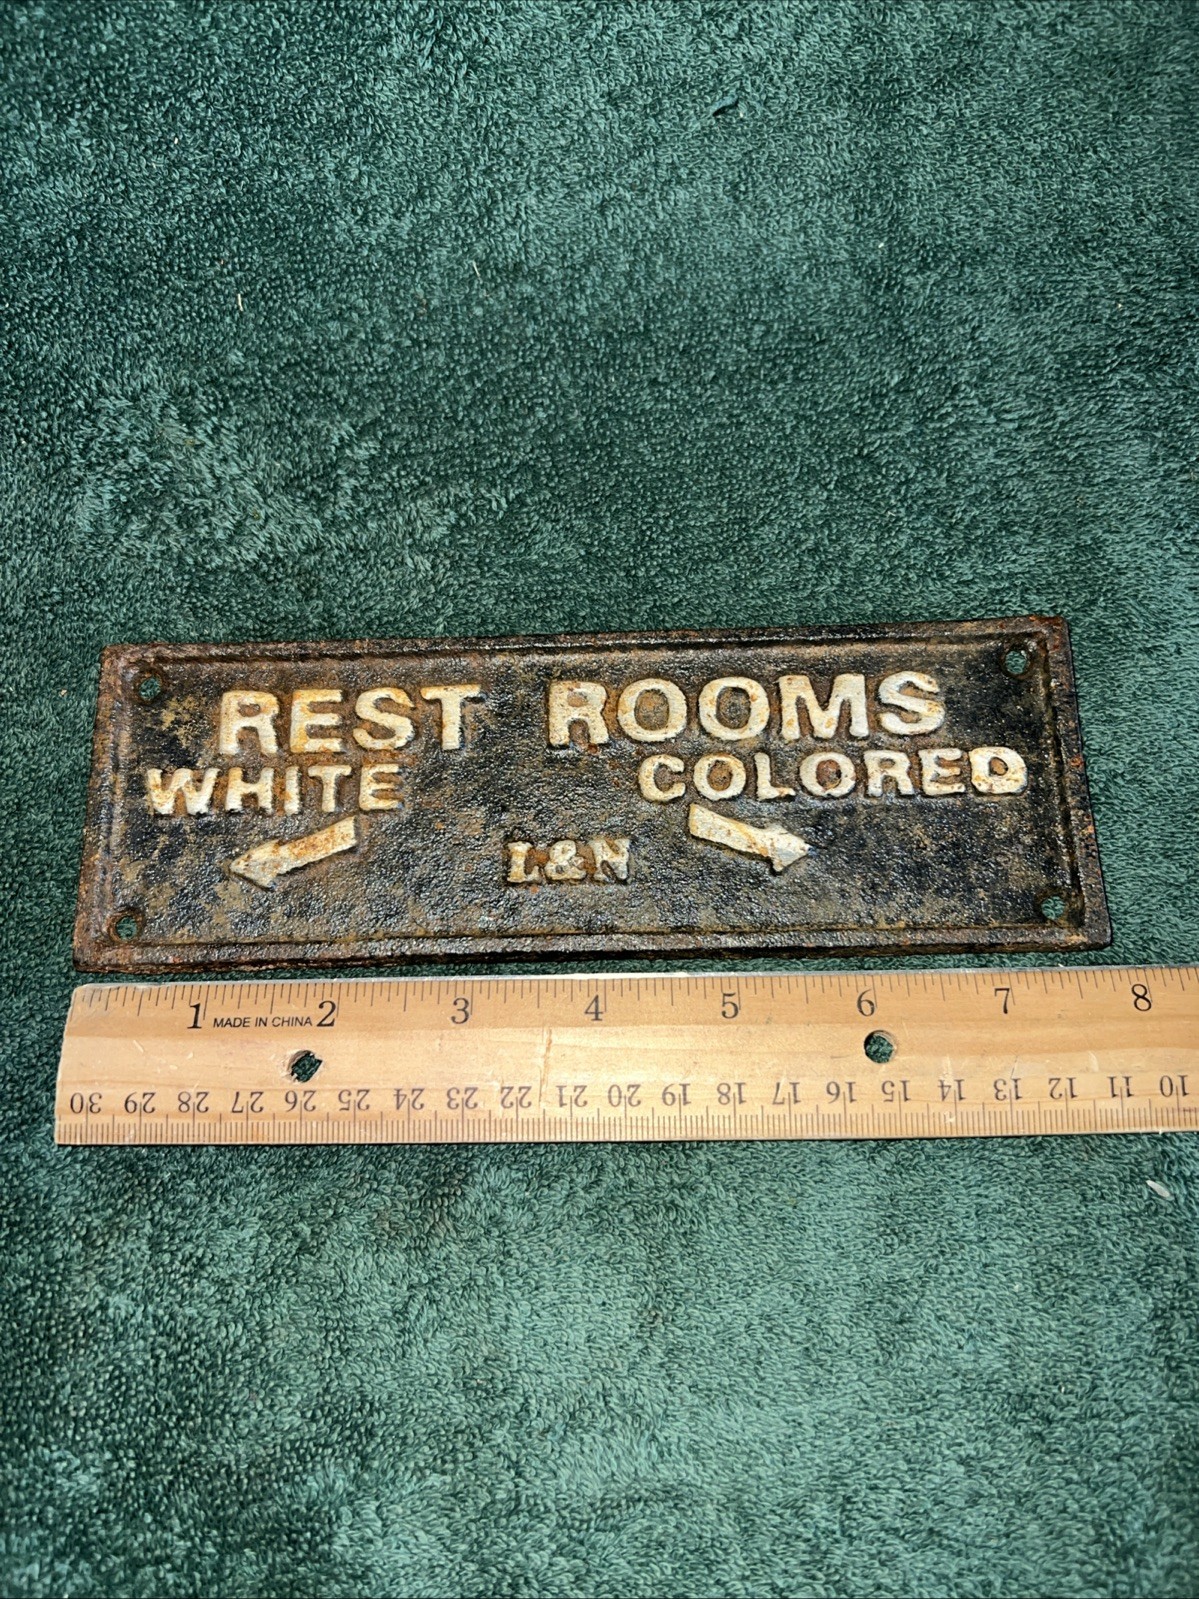 REST ROOMS
WHITE COLORED
L&N
1 2 3 4 5 6 7 8
MADE IN CHINA
30 29 28 27 26 25 24 23 22 21 20 19 18 17 16 15 14 13 12 11 10